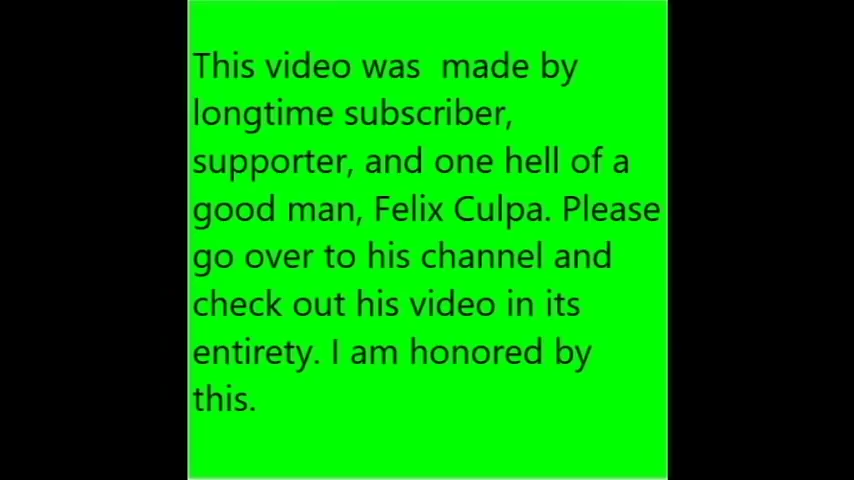 This video was  made by
longtime subscriber,
supporter, and one hell of a
good man, Felix Culpa. Please
go over to his channel and
check out his video in its
entirety. I am honored by
this.